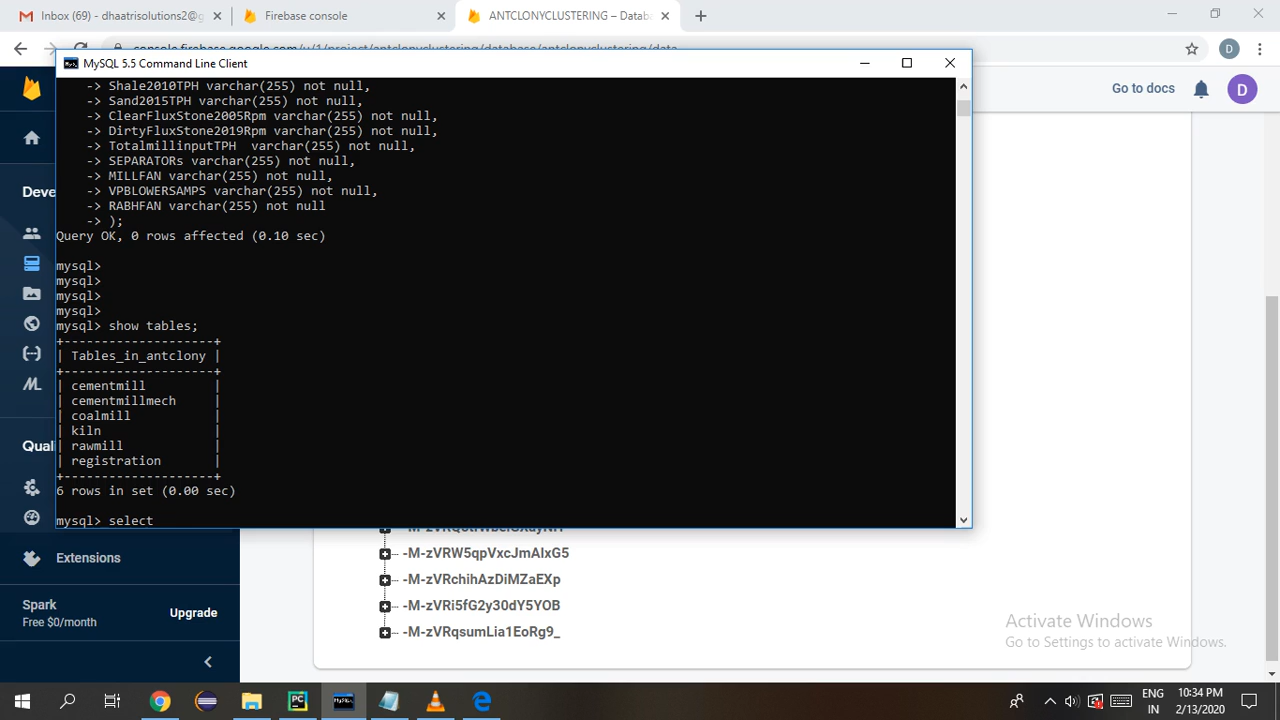 Inbox (69) - dhaatrisolutions2@g
Firebase console
ANTCLONYCLUSTERING – Databa
MySQL 5.5 Command Line Client
Go to docs
D
D
-> Shale2010TPH varchar(255) not null,
-> Sand2015TPH varchar(255) not null,
-> ClearFluxStone2005Rpm varchar(255) not null,
-> DirtyFluxStone2019Rpm varchar(255) not null,
-> TotalmillinputTPH  varchar(255) not null,
-> SEPARATORs varchar(255) not null,
-> MILLFAN varchar(255) not null,
-> VPBLOWERSAMPS varchar(255) not null,
-> RABHFAN varchar(255) not null
-> );
Query OK, 0 rows affected (0.10 sec)
mysql>
mysql>
mysql>
mysql>
mysql> show tables;
+--------------------+
| Tables_in_antclony |
+--------------------+
| cementmill         |
| cementmillmech     |
| coalmill           |
| kiln               |
| rawmill            |
| registration       |
+--------------------+
6 rows in set (0.00 sec)
mysql> select
Deve
Quali
Extensions
Spark
Free $0/month
Upgrade
-M-zVRW5qpVxcJmAlxG5
-M-zVRchihAzDiMZaEXp
-M-zVRi5fG2y30dY5YOB
-M-zVRqsumLia1EoRg9_
Activate Windows
Go to Settings to activate Windows.
ENG
IN
10:34 PM
2/13/2020